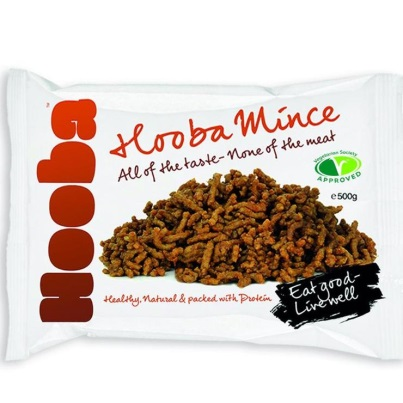 Hooba
TM
Hooba Mince
All of the taste - None of the meat
Vegetarian Society
APPROVED
e 500g
Healthy, Natural & packed with Protein
Eat good-
Live well